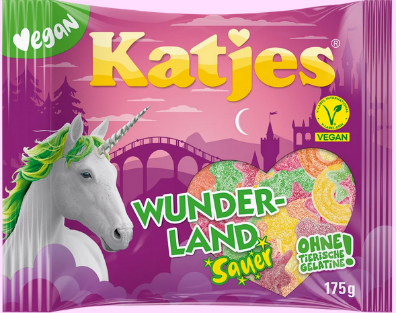 Vegan
Katjes®
VEGAN
WUNDER-
LAND
Sauer
OHNE
TIERISCHE
GELATINE!
175g